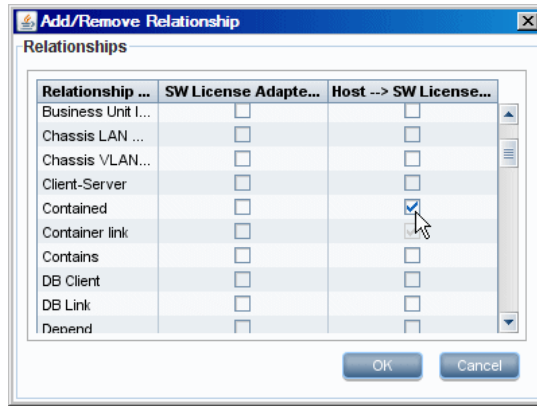 Add/Remove Relationship
Relationships
Relationship ... SW License Adapte... Host --> SW License...
Business Unit I...
Chassis LAN ...
Chassis VLAN...
Client-Server
Contained
Container link
Contains
DB Client
DB Link
Depend
OK Cancel